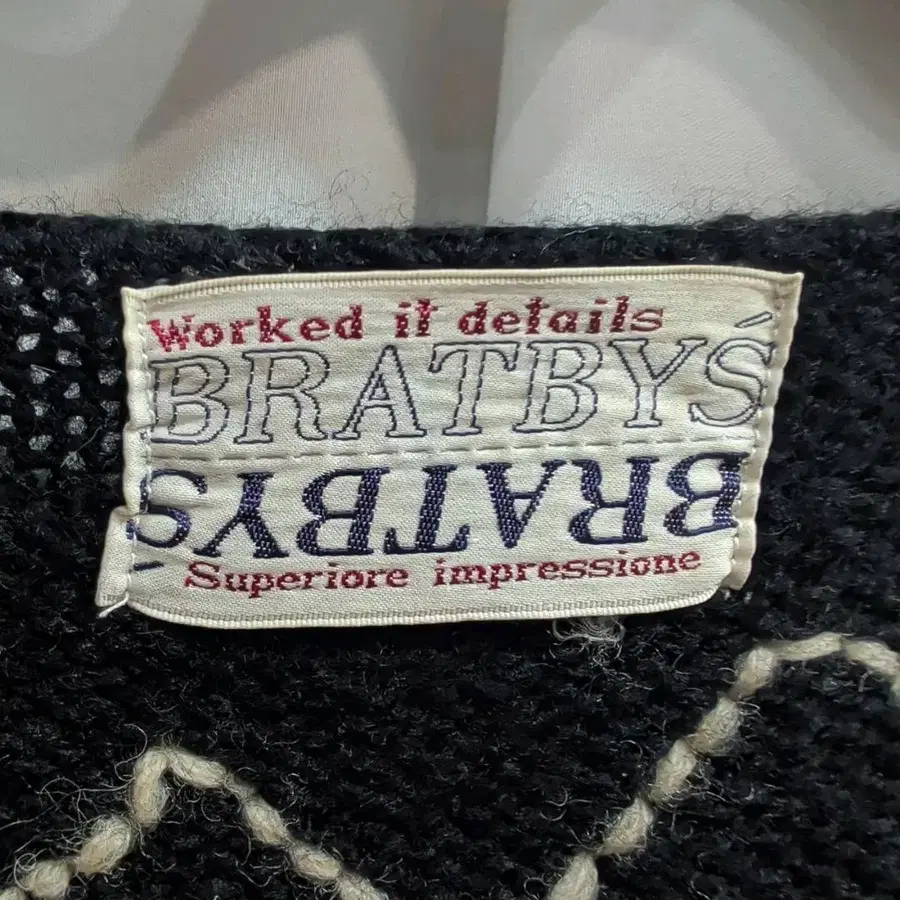 Worked it details
BRATBYŚ
BRATBYS
Superiore impressione